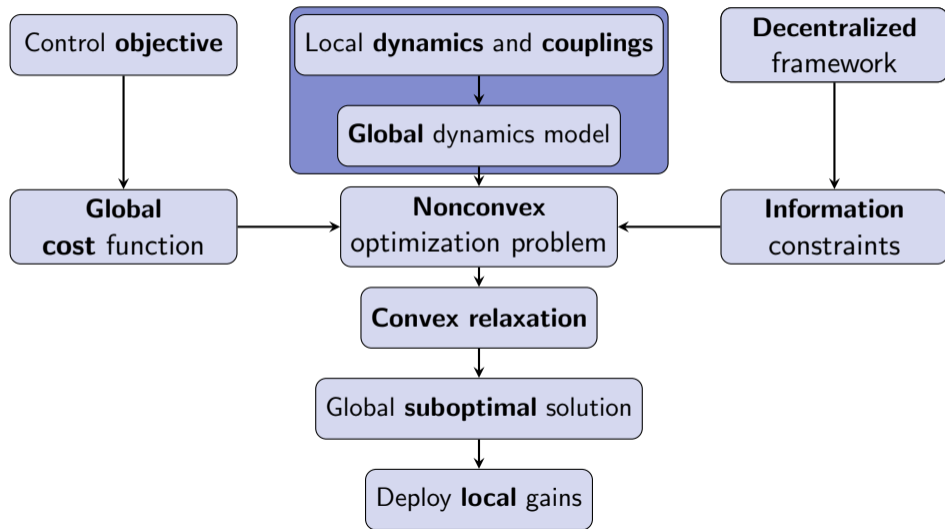 Control objective
Local dynamics and couplings
Decentralized
framework
Global dynamics model
Global
cost function
Nonconvex
optimization problem
Information
constraints
Convex relaxation
Global suboptimal solution
Deploy local gains